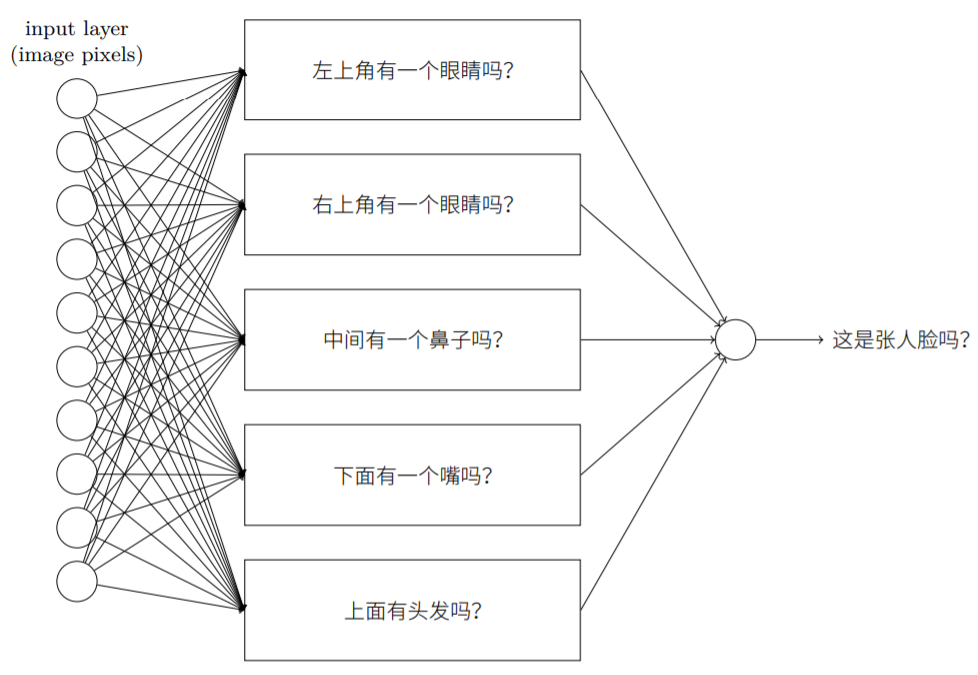 input layer
(image pixels)
左上角有一个眼睛吗？
右上角有一个眼睛吗？
中间有一个鼻子吗？
下面有一个嘴吗？
上面有头发吗？
这是张人脸吗？